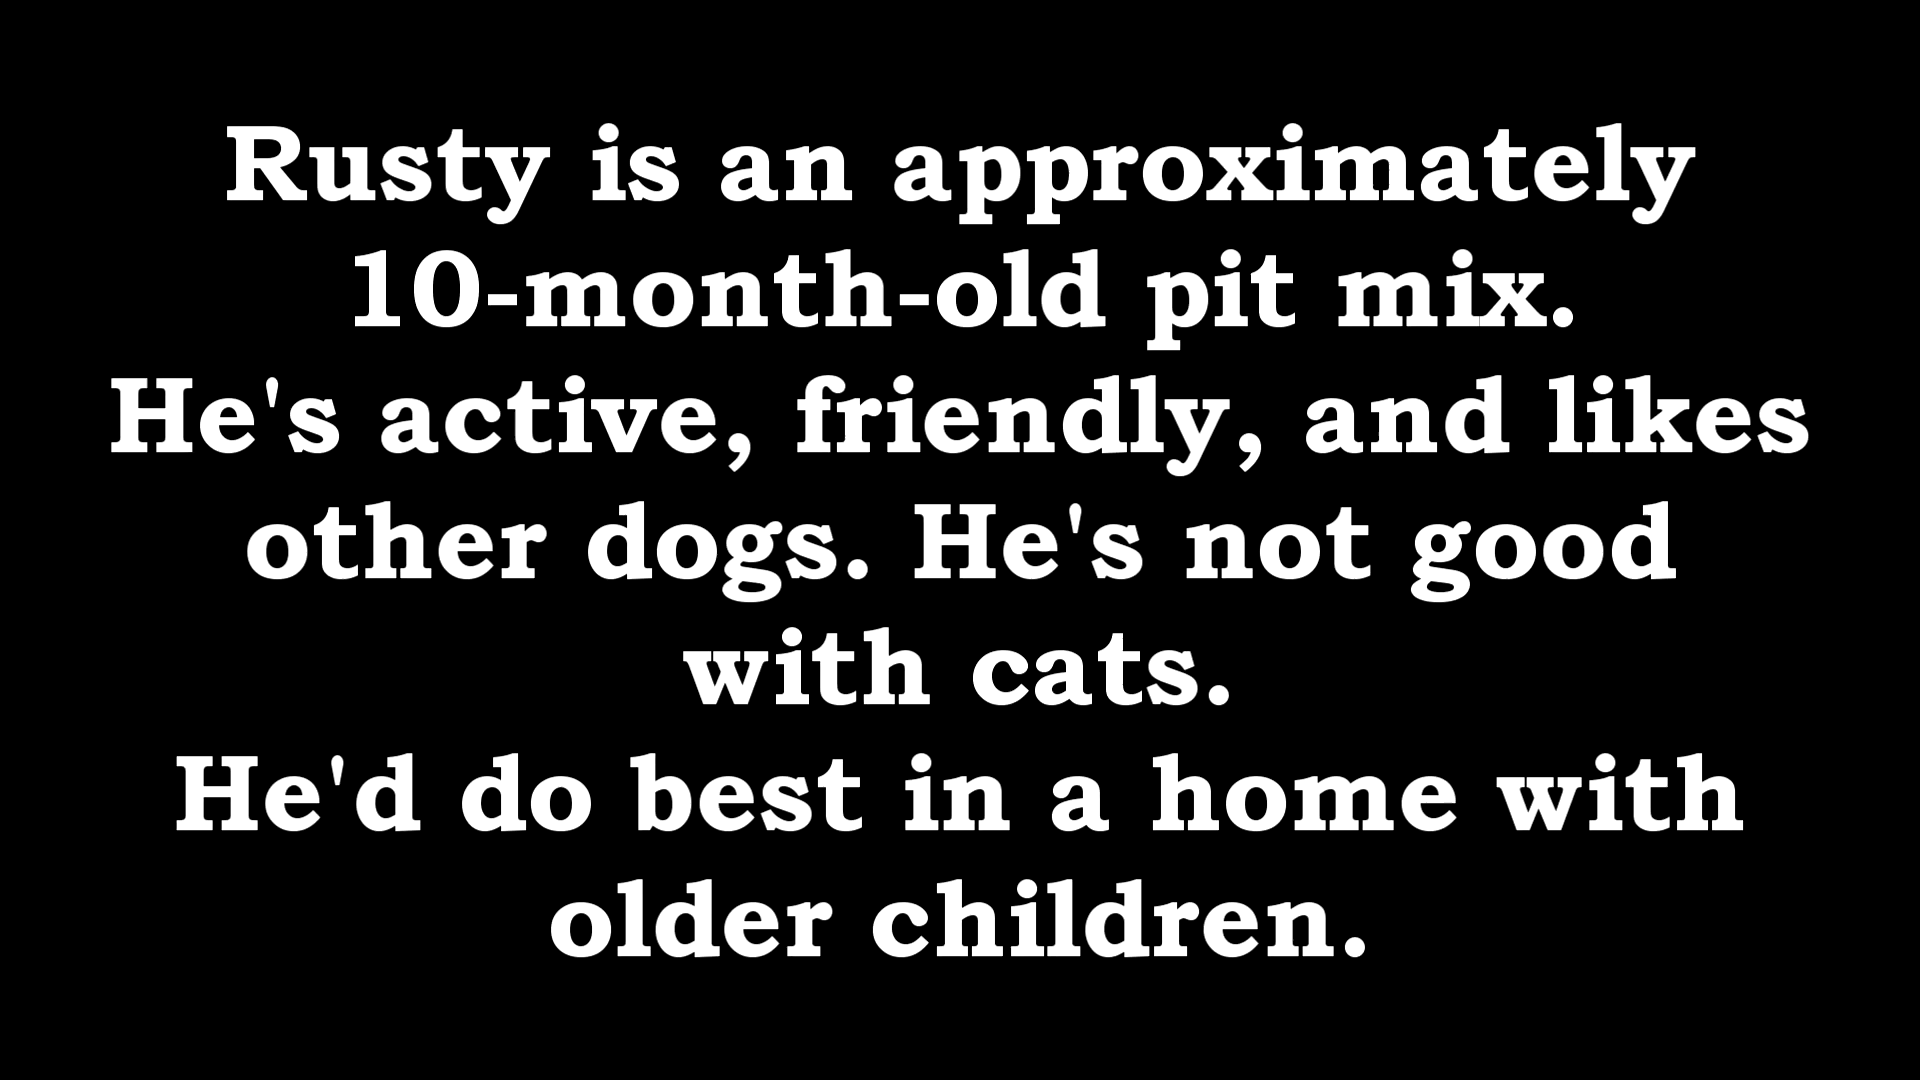 Rusty is an approximately
10-month-old pit mix.
He's active, friendly, and likes
other dogs. He's not good
with cats.
He'd do best in a home with
older children.